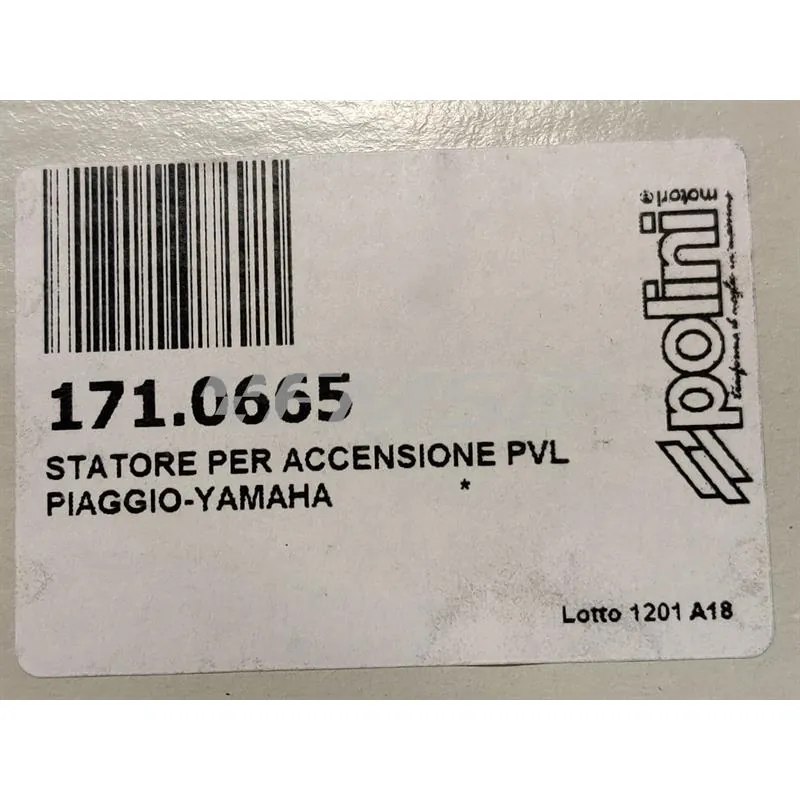 171.0665
STATORE PER ACCENSIONE PVL
PIAGGIO-YAMAHA *
Lotto 1201 A18
polini
motori®